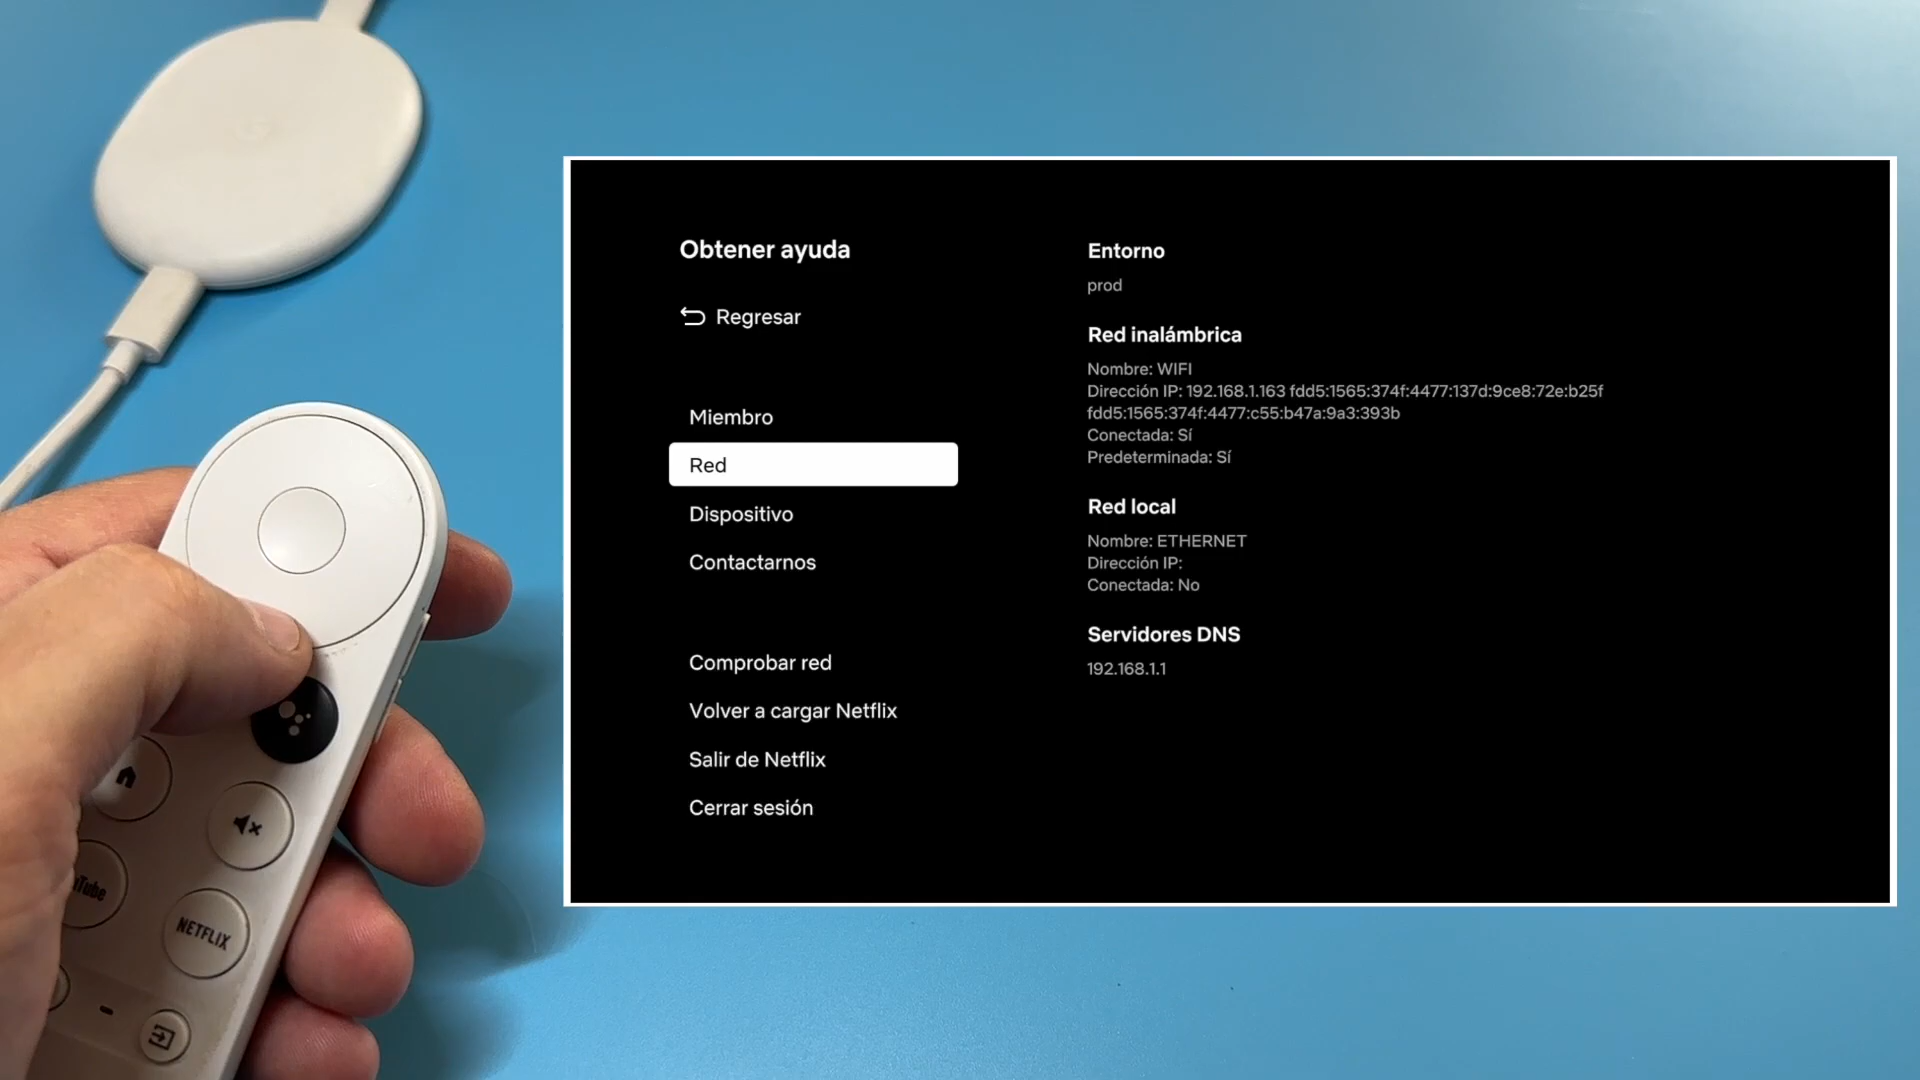 Obtener ayuda
Regresar
Miembro
Red
Dispositivo
Contactarnos
Comprobar red
Volver a cargar Netflix
Salir de Netflix
Cerrar sesión
Entorno
prod
Red inalámbrica
Nombre: WIFI
Dirección IP: 192.168.1.163 fdd5:1565:374f:4477:137d:9ce8:72e:b25f
fdd5:1565:374f:4477:c55:b47a:9a3:393b
Conectada: Sí
Predeterminada: Sí
Red local
Nombre: ETHERNET
Dirección IP:
Conectada: No
Servidores DNS
192.168.1.1
NETFLIX